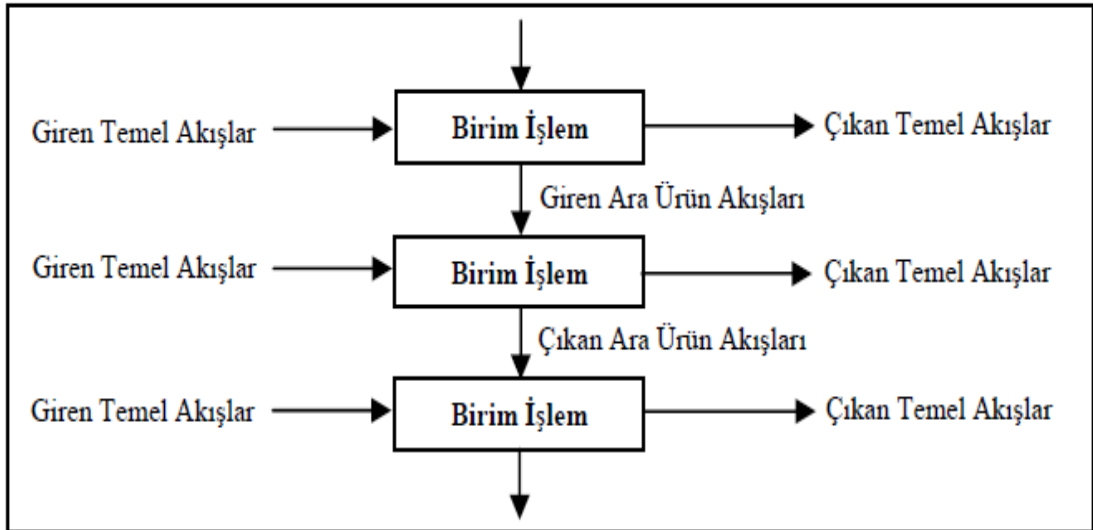 Giren Temel Akışlar
Birim İşlem
Çıkan Temel Akışlar
Giren Ara Ürün Akışları
Giren Temel Akışlar
Birim İşlem
Çıkan Temel Akışlar
Çıkan Ara Ürün Akışları
Giren Temel Akışlar
Birim İşlem
Çıkan Temel Akışlar